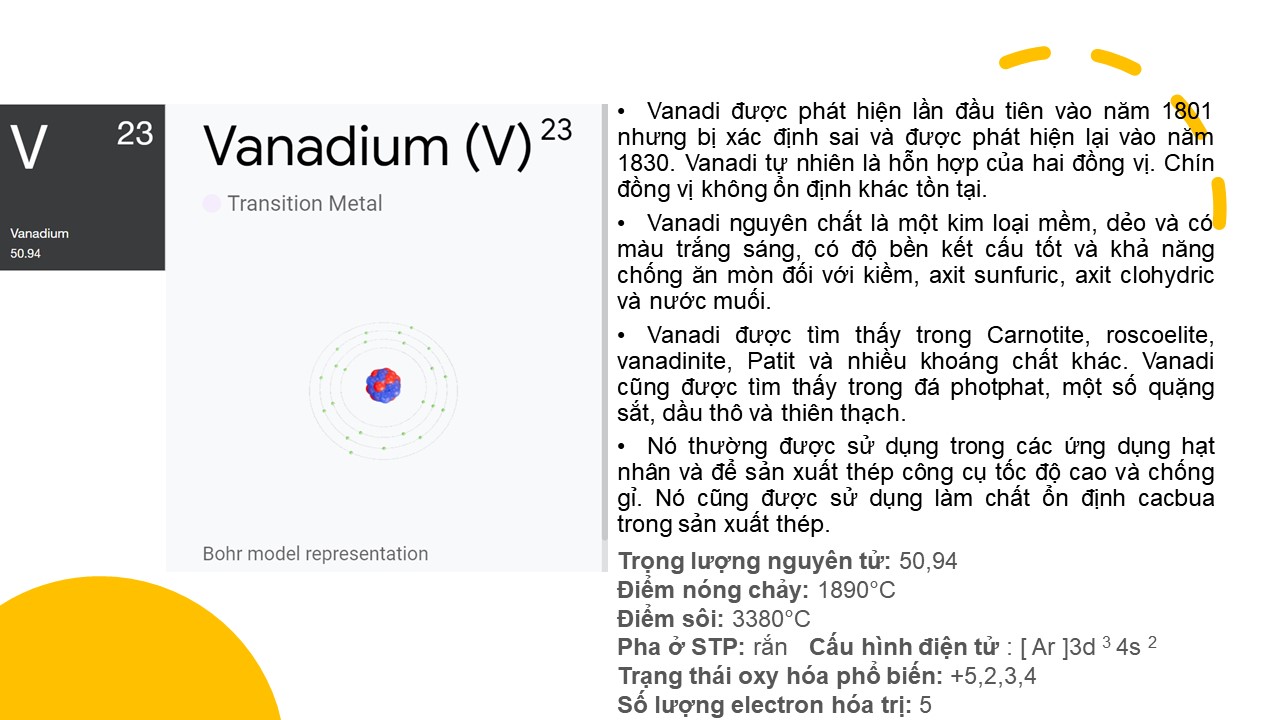 V 23
Vanadium
50.94
Vanadium (V) 23
Transition Metal
Bohr model representation
• Vanadi được phát hiện lần đầu tiên vào năm 1801
nhưng bị xác định sai và được phát hiện lại vào năm
1830. Vanadi tự nhiên là hỗn hợp của hai đồng vị. Chín
đồng vị không ổn định khác tồn tại.
• Vanadi nguyên chất là một kim loại mềm, dẻo và có
màu trắng sáng, có độ bền kết cấu tốt và khả năng
chống ăn mòn đối với kiềm, axit sunfuric, axit clohydric
và nước muối.
• Vanadi được tìm thấy trong Carnotite, roscoelite,
vanadinite, Patit và nhiều khoáng chất khác. Vanadi
cũng được tìm thấy trong đá photphat, một số quặng
sắt, dầu thô và thiên thạch.
• Nó thường được sử dụng trong các ứng dụng hạt
nhân và để sản xuất thép công cụ tốc độ cao và chống
gỉ. Nó cũng được sử dụng làm chất ổn định cacbua
trong sản xuất thép.
Trọng lượng nguyên tử: 50,94
Điểm nóng chảy: 1890°C
Điểm sôi: 3380°C
Pha ở STP: rắn Cấu hình điện tử : [ Ar ]3d 3 4s 2
Trạng thái oxy hóa phổ biến: +5,2,3,4
Số lượng electron hóa trị: 5